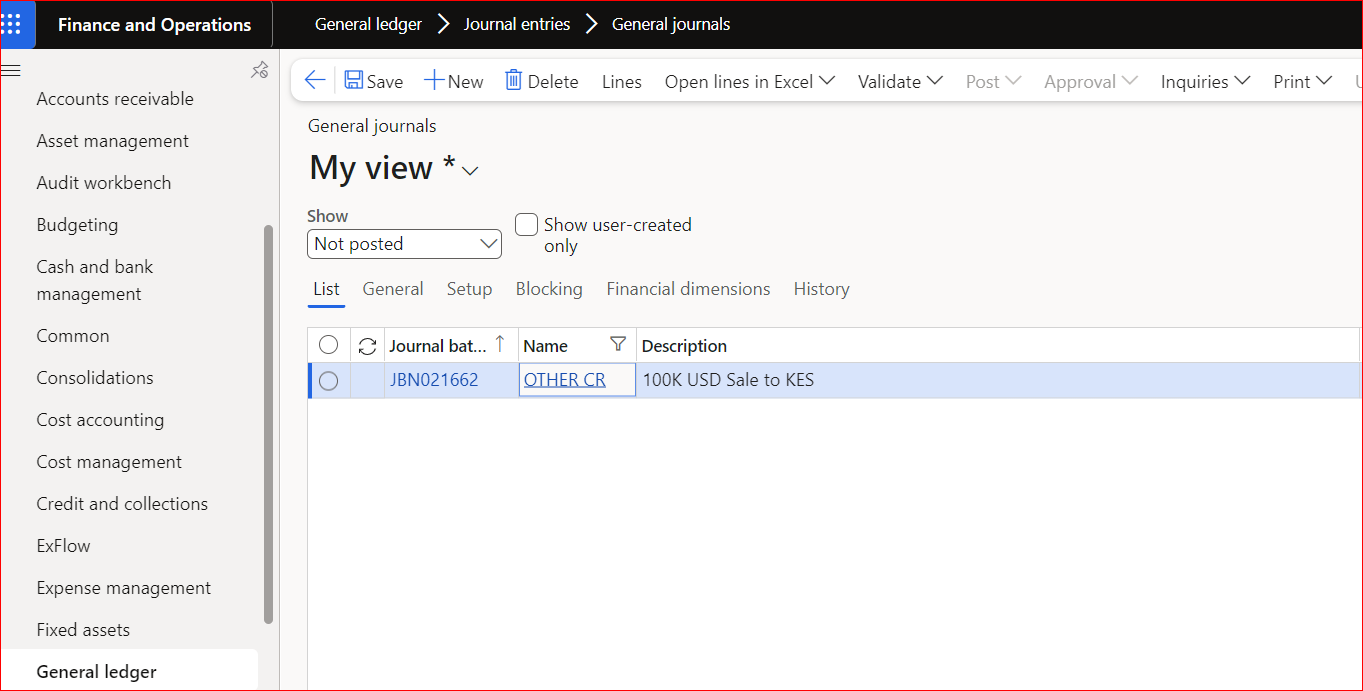 Finance and Operations
General ledger
Journal entries
General journals
Accounts receivable
Asset management
Audit workbench
Budgeting
Cash and bank
management
Common
Consolidations
Cost accounting
Cost management
Credit and collections
ExFlow
Expense management
Fixed assets
General ledger
Save
New
Delete
Lines
Open lines in Excel
Validate
Post
Approval
Inquiries
Print
General journals
My view *
Show
Not posted
Show user-created
only
List
General
Setup
Blocking
Financial dimensions
History
Journal bat...
Name
Description
JBN021662
OTHER CR
100K USD Sale to KES